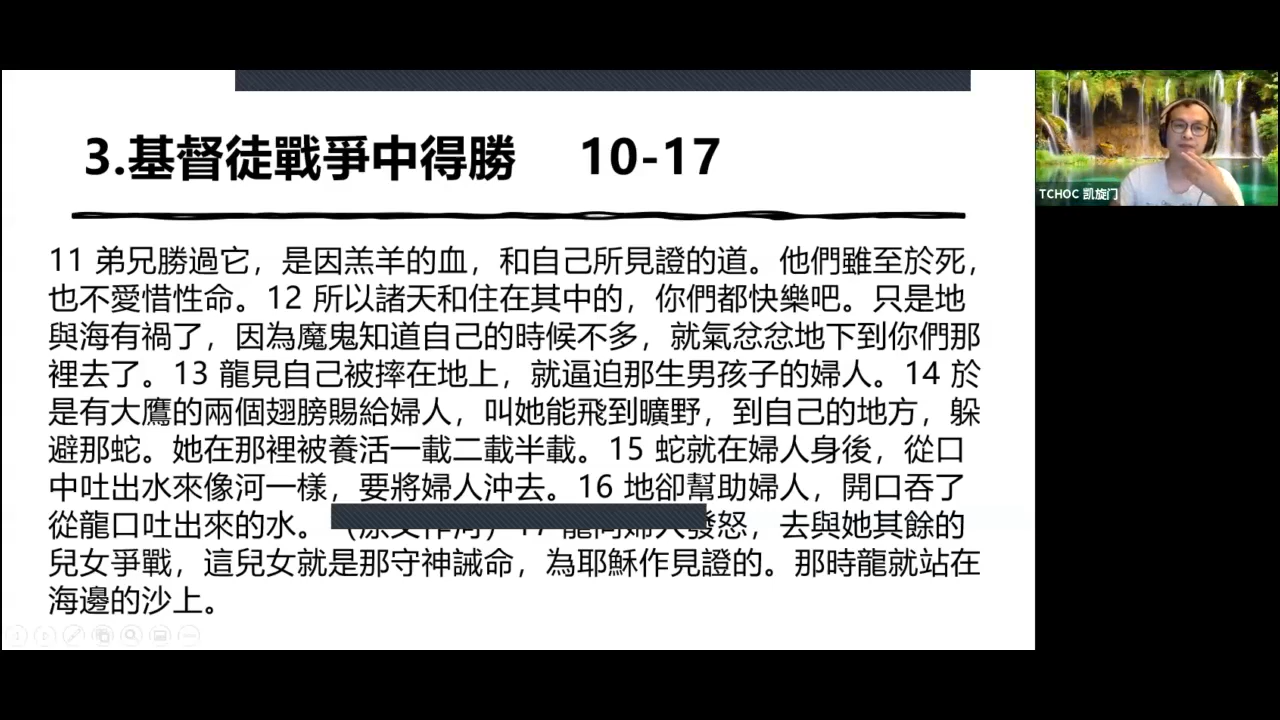 3.基督徒戰爭中得勝 10-17
11 弟兄勝過它，是因羔羊的血，和自己所見證的道。他們雖至於死，
也不愛惜性命。12 所以諸天和住在其中的，你們都快樂吧。只是地
與海有禍了，因為魔鬼知道自己的時候不多，就氣忿忿地下到你們那
裡去了。13 龍見自己被摔在地上，就逼迫那生男孩子的婦人。14 於
是有大鷹的兩個翅膀賜給婦人，叫她能飛到曠野，到自己的地方，躲
避那蛇。她在那裡被養活一載二載半載。15 蛇就在婦人身後，從口
中吐出水來像河一樣，要將婦人沖去。16 地卻幫助婦人，開口吞了
從龍口吐出來的水。（原文作河）17 龍向婦人發怒，去與她其餘的
兒女爭戰，這兒女就是那守神誡命，為耶穌作見證的。那時龍就站在
海邊的沙上。
TCHOC 凯旋门